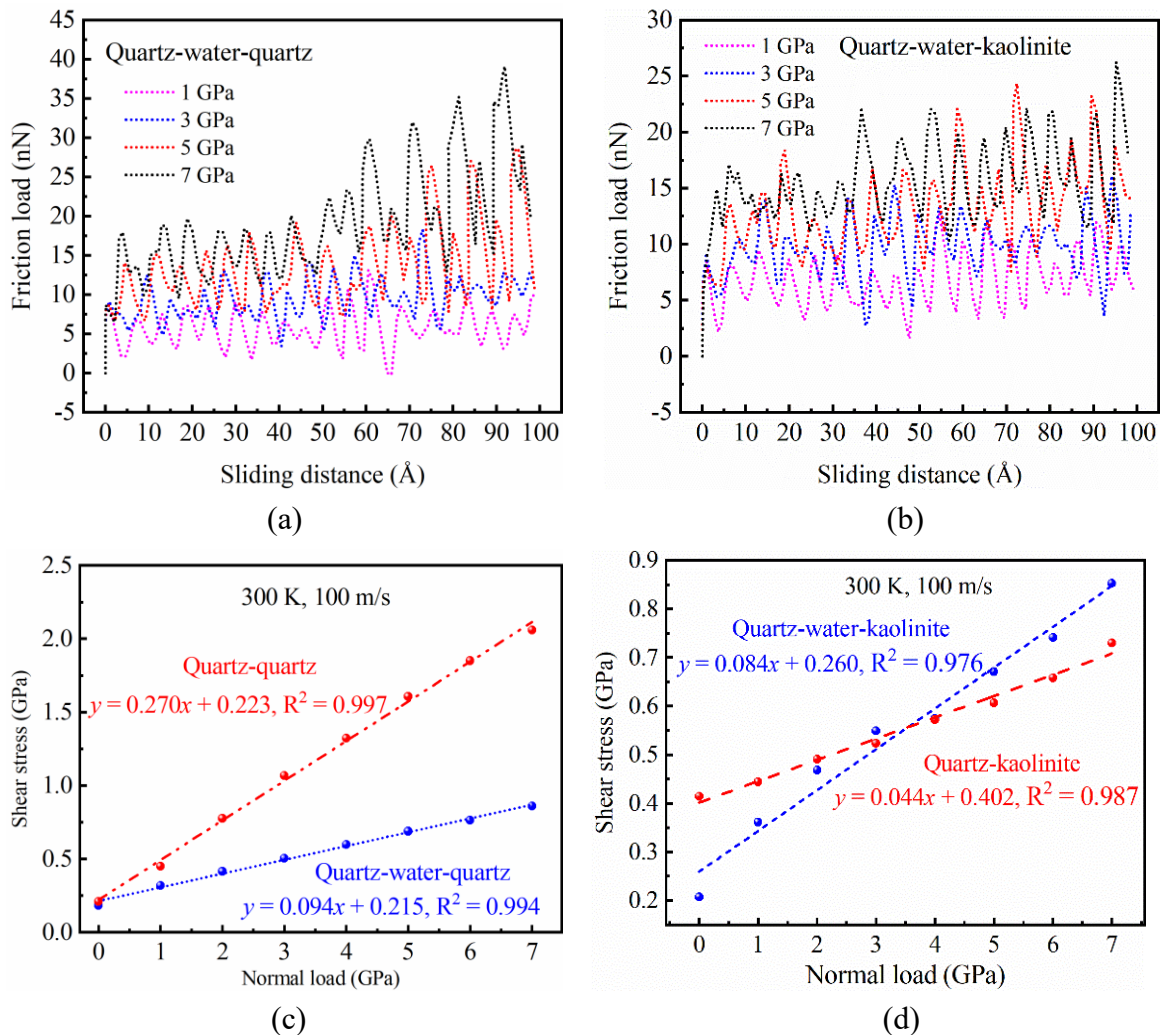 Quartz-water-quartz
1 GPa
3 GPa
5 GPa
7 GPa
Friction load (nN)
45
40
35
30
25
20
15
10
5
0
-5
0 10 20 30 40 50 60 70 80 90 100
Sliding distance (Å)
(a)
Quartz-water-kaolinite
1 GPa
3 GPa
5 GPa
7 GPa
Friction load (nN)
30
25
20
15
10
5
0
-5
0 10 20 30 40 50 60 70 80 90 100
Sliding distance (Å)
(b)
300 K, 100 m/s
Quartz-quartz
y = 0.270x + 0.223, R² = 0.997
Quartz-water-quartz
y = 0.094x + 0.215, R² = 0.994
Shear stress (GPa)
2.5
2.0
1.5
1.0
0.5
0.0
0 1 2 3 4 5 6 7
Normal load (GPa)
(c)
300 K, 100 m/s
Quartz-water-kaolinite
y = 0.084x + 0.260, R² = 0.976
Quartz-kaolinite
y = 0.044x + 0.402, R² = 0.987
Shear stress (GPa)
0.9
0.8
0.7
0.6
0.5
0.4
0.3
0.2
0 1 2 3 4 5 6 7
Normal load (GPa)
(d)